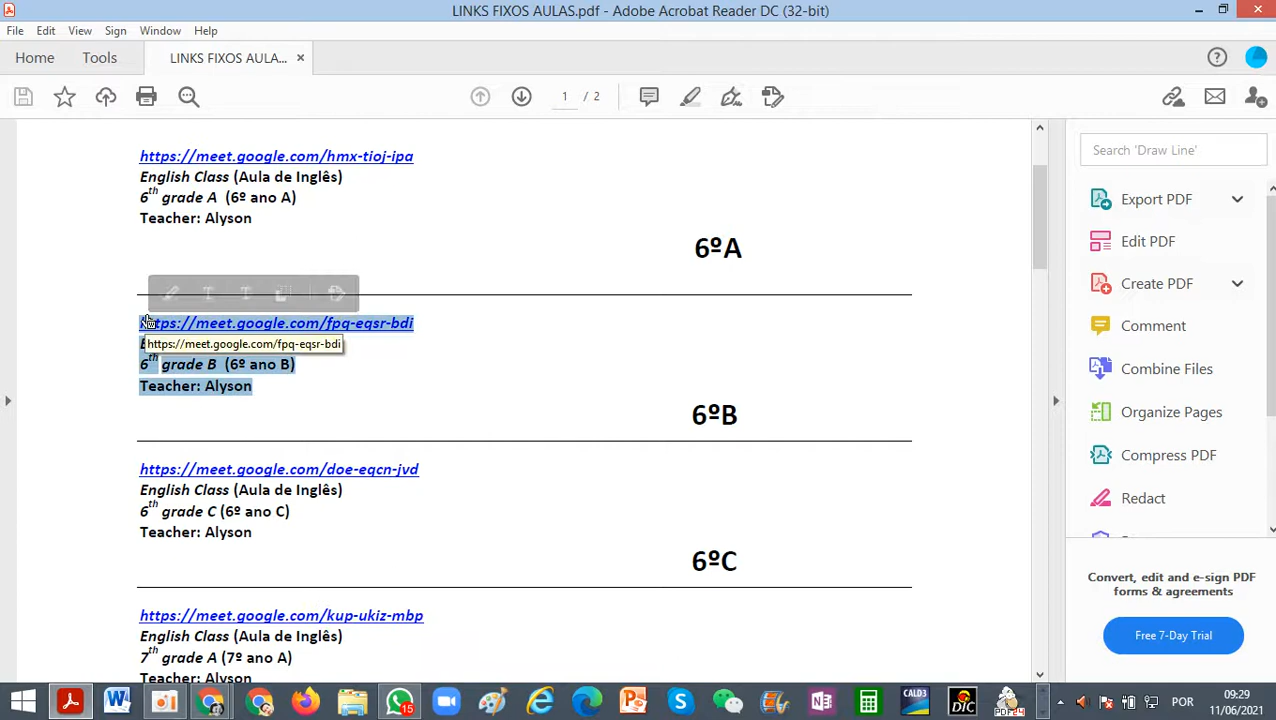 LINKS FIXOS AULAS.pdf - Adobe Acrobat Reader DC (32-bit)
File Edit View Sign Window Help
Home Tools LINKS FIXOS AULA... ×
1 / 2
Search 'Draw Line'
https://meet.google.com/hmx-tioj-ipa
English Class (Aula de Inglês)
6th grade A (6º ano A)
Teacher: Alyson
6ºA
https://meet.google.com/fpq-eqsr-bdi
https://meet.google.com/fpq-eqsr-bdi
6th grade B (6º ano B)
Teacher: Alyson
6ºB
https://meet.google.com/doe-eqcn-jvd
English Class (Aula de Inglês)
6th grade C (6º ano C)
Teacher: Alyson
6ºC
https://meet.google.com/kup-ukiz-mbp
English Class (Aula de Inglês)
7th grade A (7º ano A)
Teacher: Alyson
Export PDF
Edit PDF
Create PDF
Comment
Combine Files
Organize Pages
Compress PDF
Redact
Convert, edit and e-sign PDF
forms & agreements
Free 7-Day Trial
15
CALD3
DIC
PDF24
POR
09:29
11/06/2021